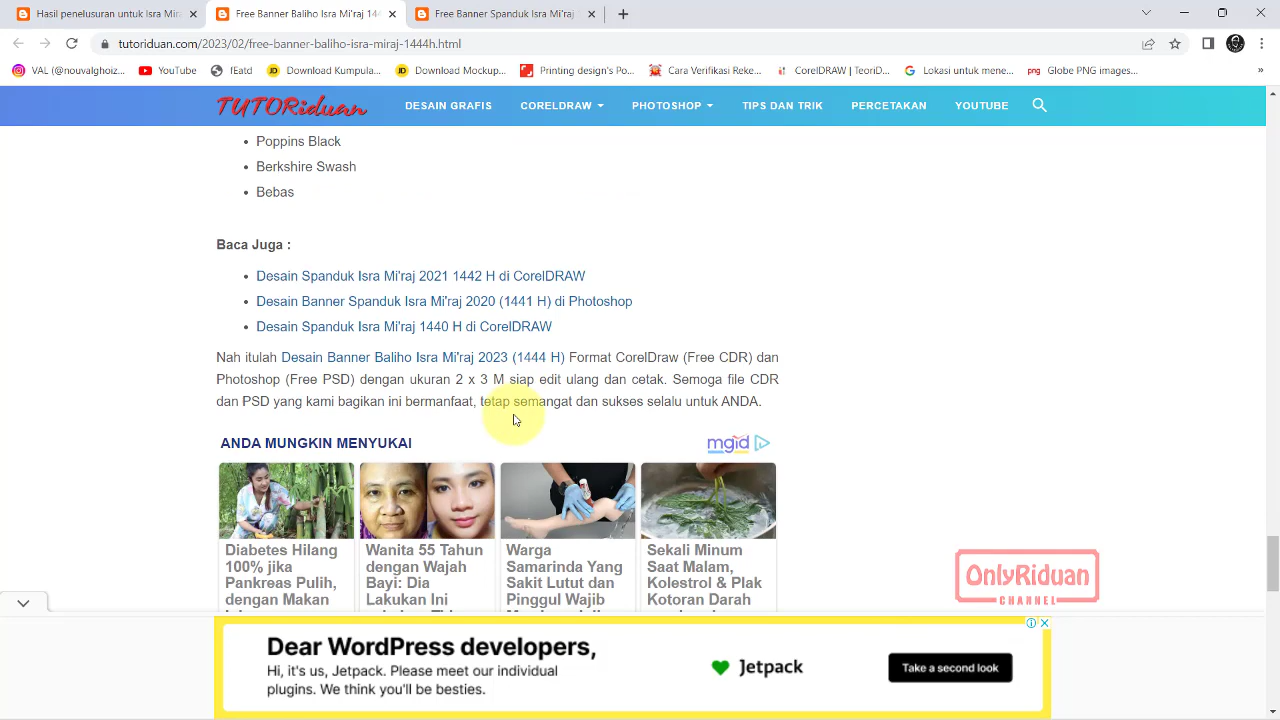 Hasil penelusuran untuk Isra Mi
Free Banner Baliho Isra Mi'raj 144
Free Banner Spanduk Isra Mi'raj
tutoriduan.com/2023/02/free-banner-baliho-isra-miraj-1444h.html
VAL (@nouvalghoiz...
YouTube
fEatd
Download Kumpula...
Download Mockup...
Printing design's Po...
Cara Verifikasi Reke...
CorelDRAW | TeoriD...
Lokasi untuk mene...
png
Globe PNG images...
»
TUTORiduan
DESAIN GRAFIS
CORELDRAW
PHOTOSHOP
TIPS DAN TRIK
PERCETAKAN
YOUTUBE
• Poppins Black
• Berkshire Swash
• Bebas
Baca Juga :
• Desain Spanduk Isra Mi'raj 2021 1442 H di CorelDRAW
• Desain Banner Spanduk Isra Mi'raj 2020 (1441 H) di Photoshop
• Desain Spanduk Isra Mi'raj 1440 H di CorelDRAW
Nah itulah Desain Banner Baliho Isra Mi'raj 2023 (1444 H) Format CorelDraw (Free CDR) dan
Photoshop (Free PSD) dengan ukuran 2 x 3 M siap edit ulang dan cetak. Semoga file CDR
dan PSD yang kami bagikan ini bermanfaat, tetap semangat dan sukses selalu untuk ANDA.
ANDA MUNGKIN MENYUKAI
mgid
Diabetes Hilang
100% jika
Pankreas Pulih,
dengan Makan
Wanita 55 Tahun
dengan Wajah
Bayi: Dia
Lakukan Ini
Warga
Samarinda Yang
Sakit Lutut dan
Pinggul Wajib
Sekali Minum
Saat Malam,
Kolestrol & Plak
Kotoran Darah
OnlyRiduan
CHANNEL
Dear WordPress developers,
Hi, it's us, Jetpack. Please meet our individual
plugins. We think you'll be besties.
Jetpack
Take a second look